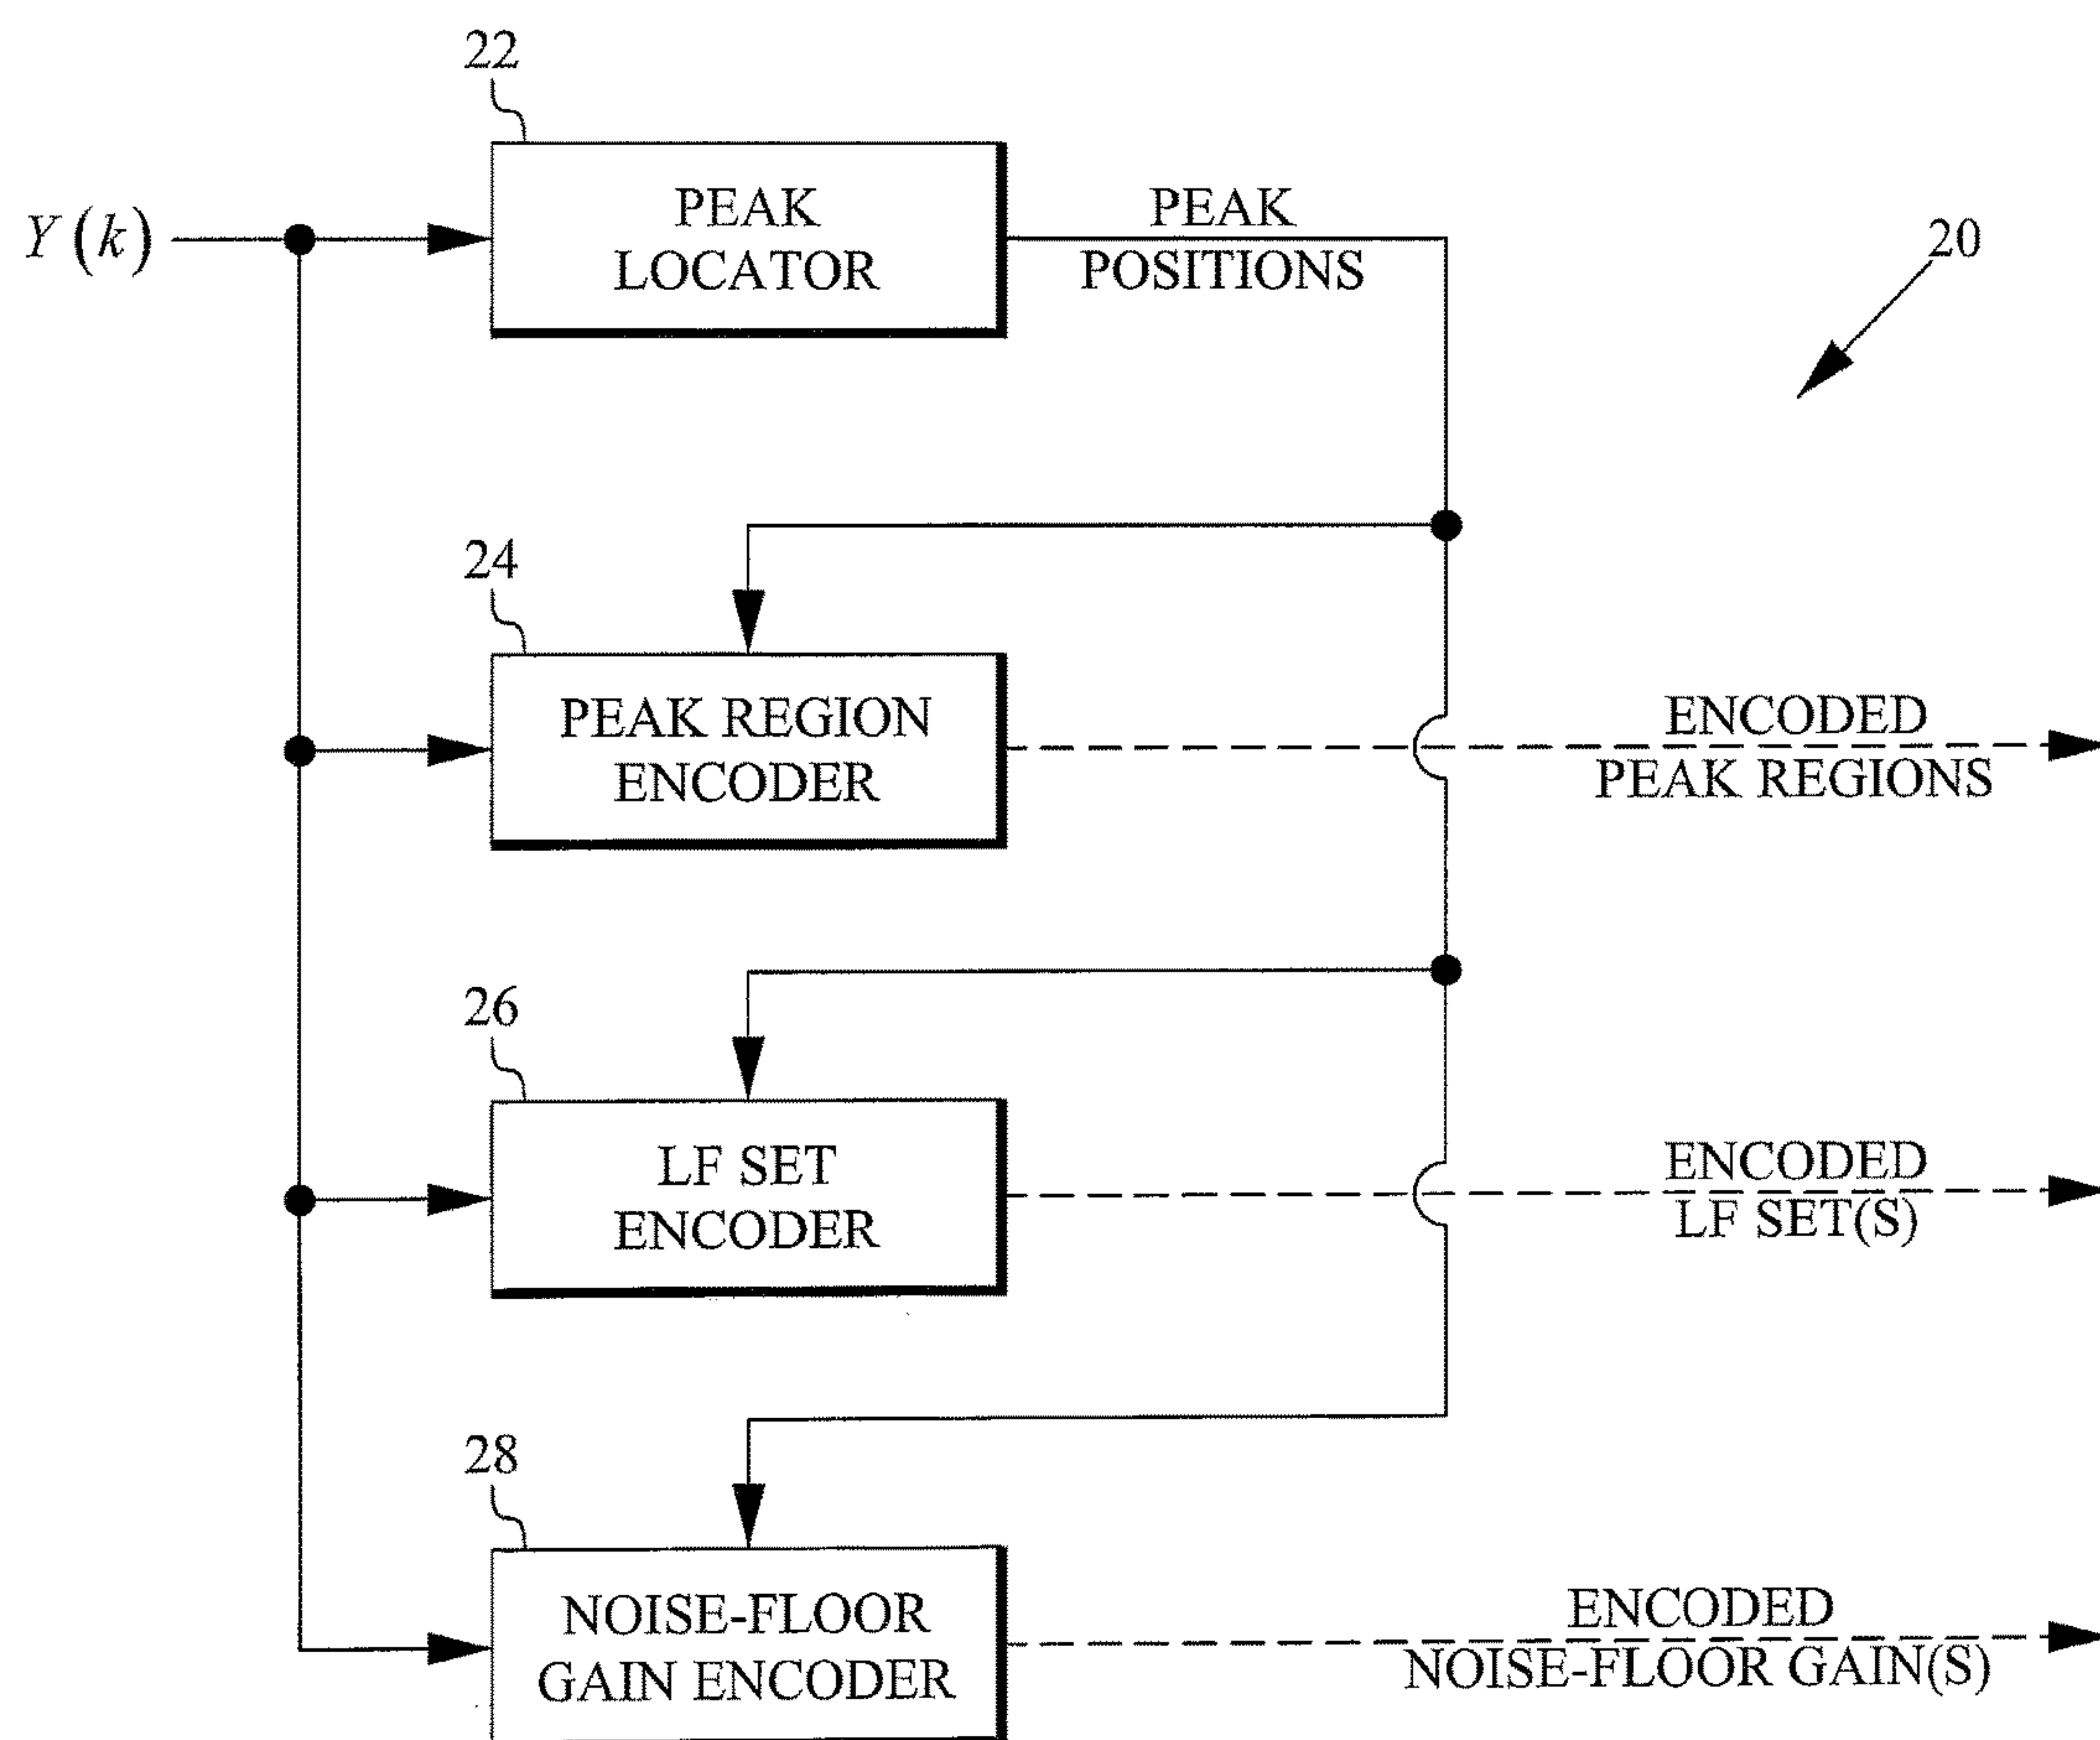 22
Y(k)
PEAK
LOCATOR
PEAK
POSITIONS
20
24
PEAK REGION
ENCODER
ENCODED
PEAK REGIONS
26
LF SET
ENCODER
ENCODED
LF SET(S)
28
NOISE-FLOOR
GAIN ENCODER
ENCODED
NOISE-FLOOR GAIN(S)